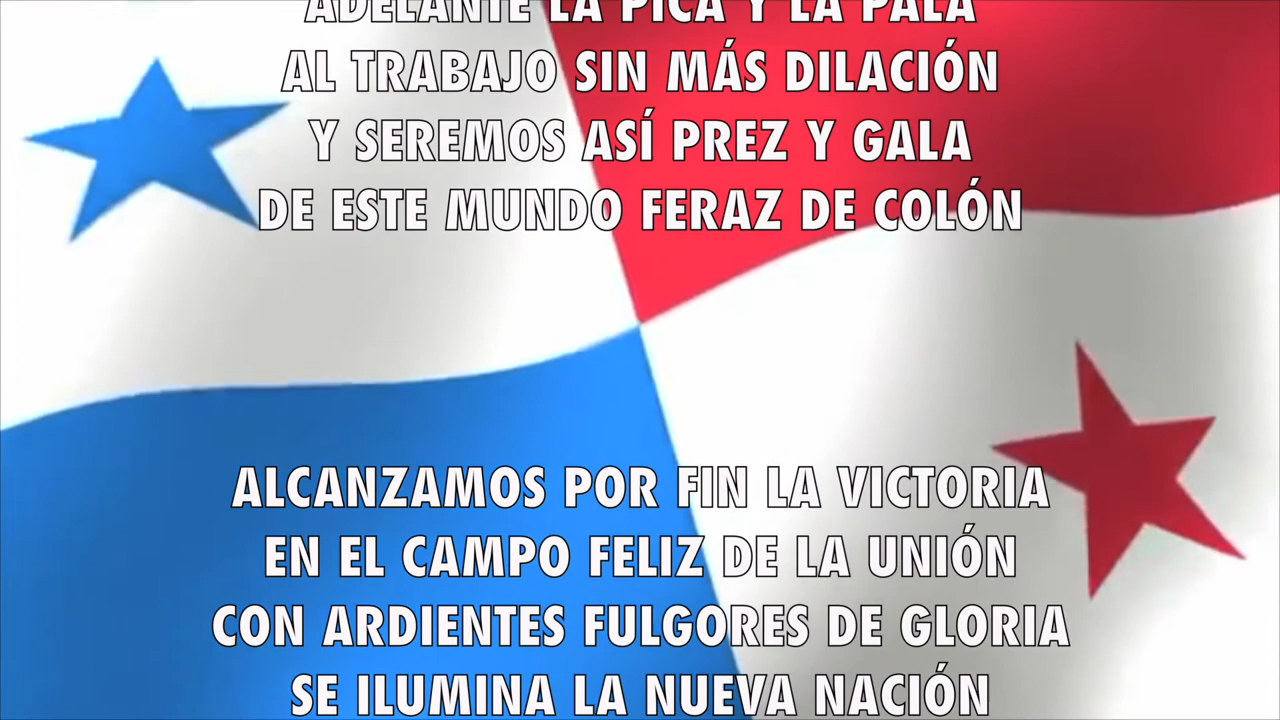 ADELANTE LA PICA Y LA PALA
AL TRABAJO SIN MÁS DILACIÓN
Y SEREMOS ASÍ PREZ Y GALA
DE ESTE MUNDO FERAZ DE COLÓN
ALCANZAMOS POR FIN LA VICTORIA
EN EL CAMPO FELIZ DE LA UNIÓN
CON ARDIENTES FULGORES DE GLORIA
SE ILUMINA LA NUEVA NACIÓN